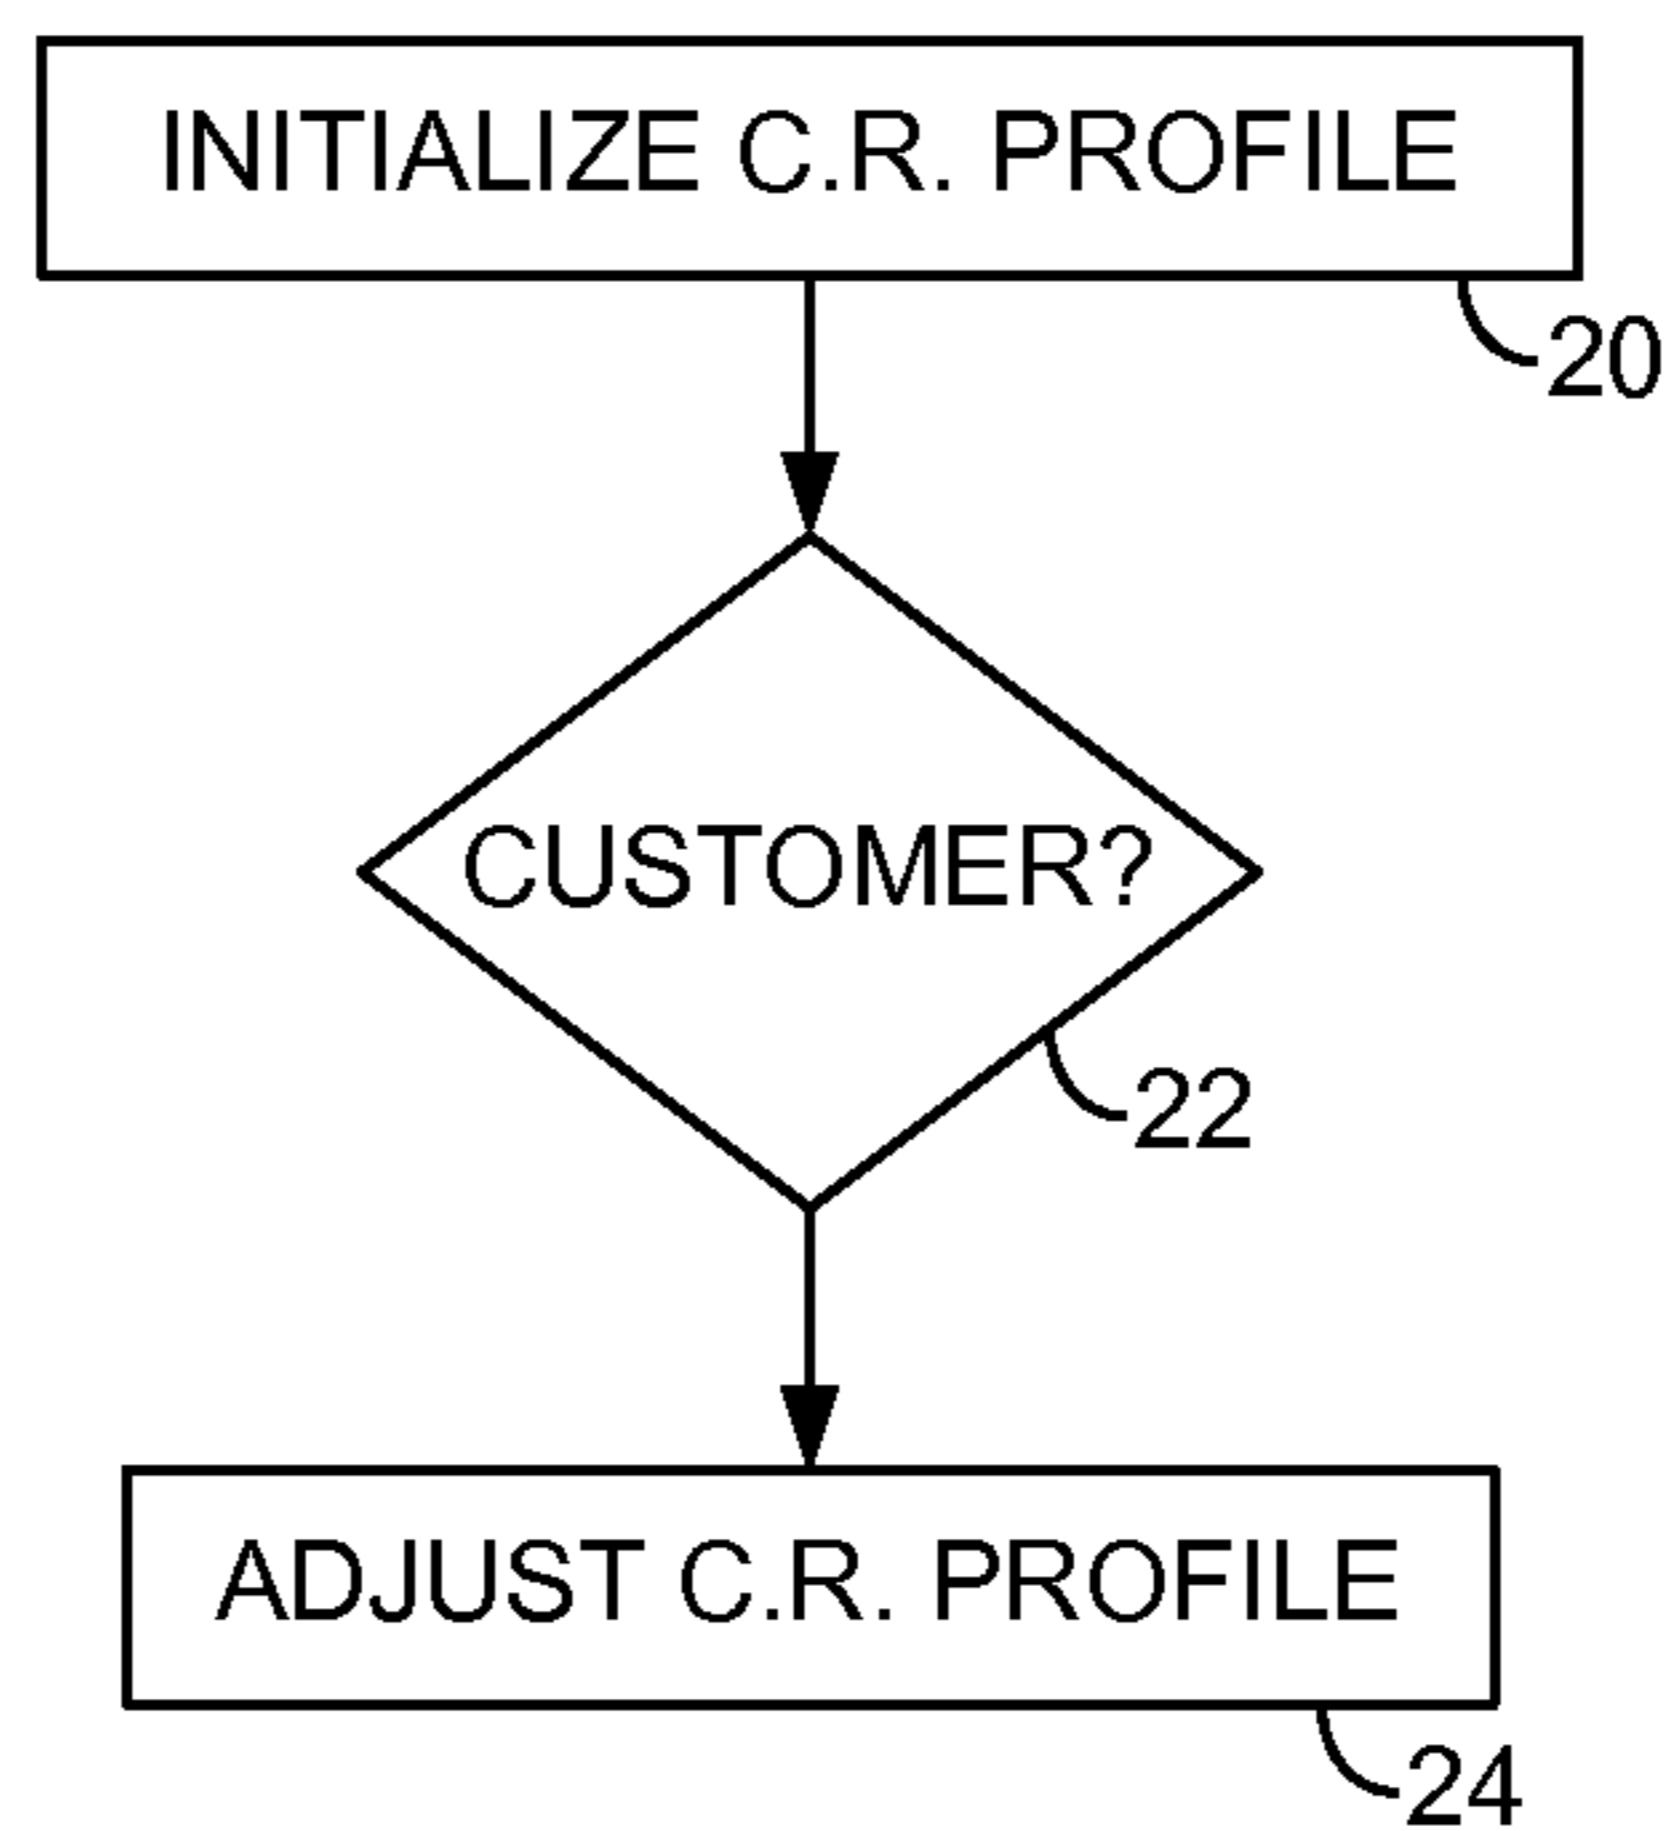 INITIALIZE C.R. PROFILE
20
CUSTOMER?
22
ADJUST C.R. PROFILE
24